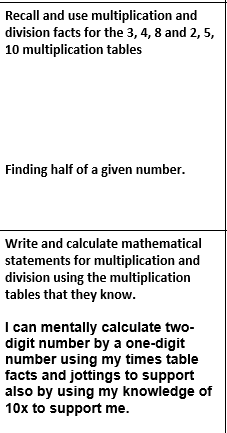 Recall and use multiplication and
division facts for the 3, 4, 8 and 2, 5,
10 multiplication tables
Finding half of a given number.
Write and calculate mathematical
statements for multiplication and
division using the multiplication
tables that they know.
I can mentally calculate two-
digit number by a one-digit
number using my times table
facts and jottings to support
also by using my knowledge of
10x to support me.